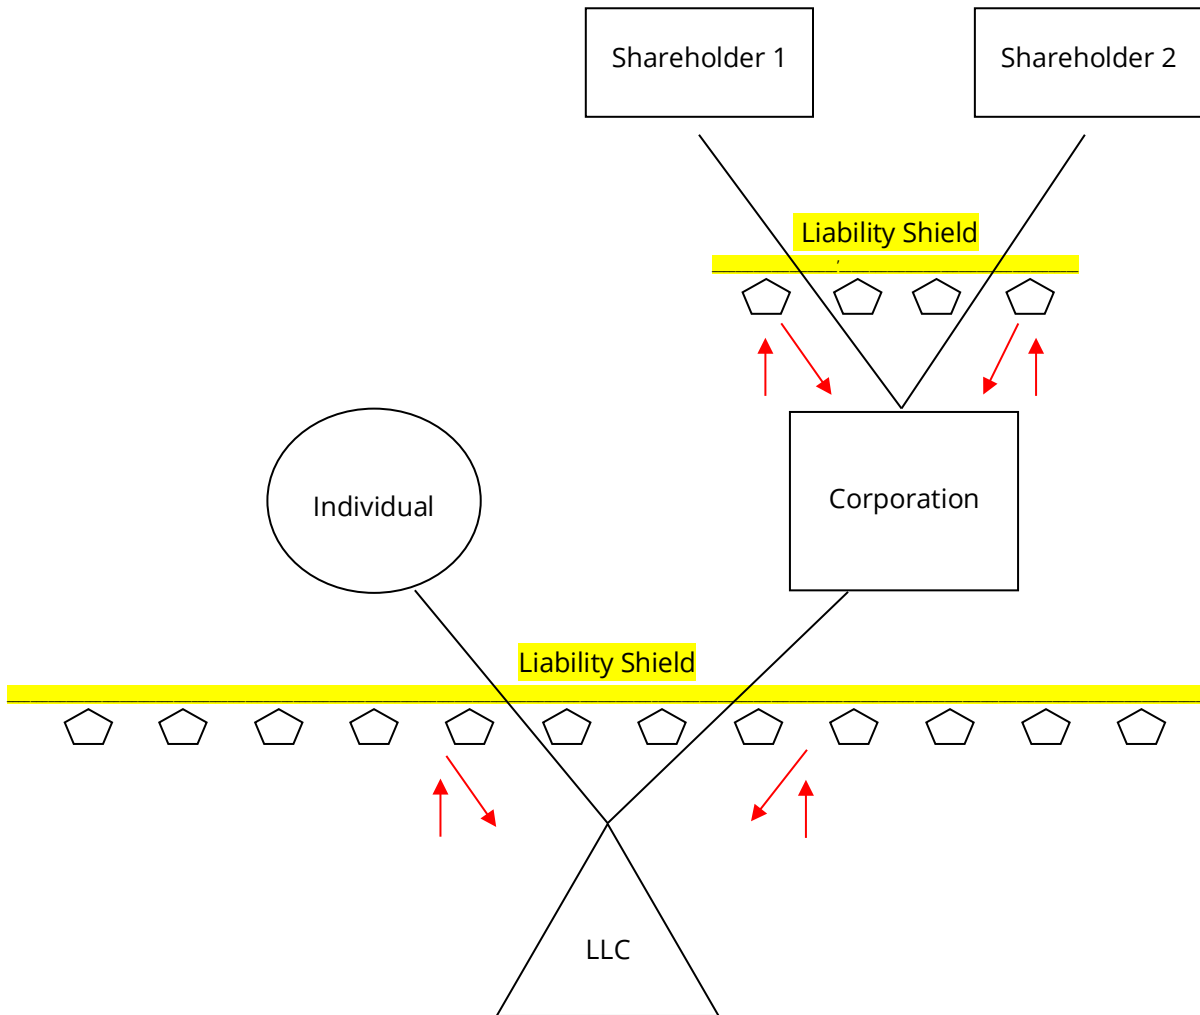 Shareholder 1
Shareholder 2
Liability Shield
Individual
Corporation
Liability Shield
LLC